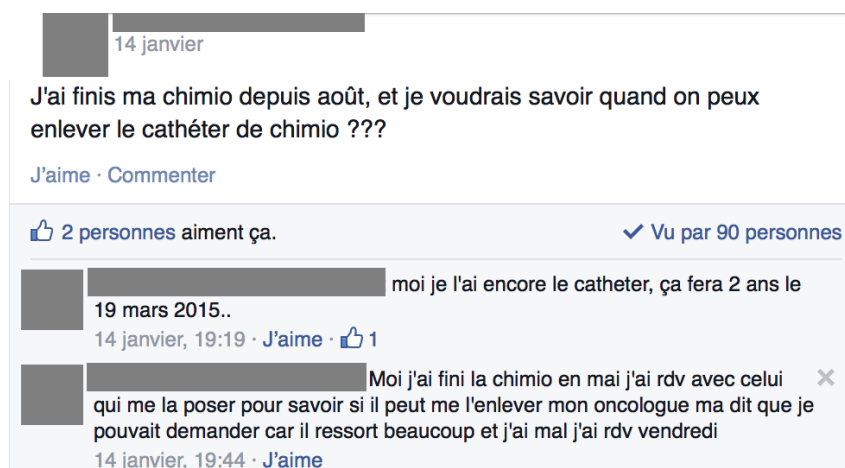 14 janvier
J'ai finis ma chimio depuis août, et je voudrais savoir quand on peux
enlever le cathéter de chimio ???
J'aime · Commenter
2 personnes aiment ça.
Vu par 90 personnes
moi je l'ai encore le catheter, ça fera 2 ans le
19 mars 2015..
14 janvier, 19:19 · J'aime · 1
Moi j'ai fini la chimio en mai j'ai rdv avec celui
qui me la poser pour savoir si il peut me l'enlever mon oncologue ma dit que je
pouvait demander car il ressort beaucoup et j'ai mal j'ai rdv vendredi
14 janvier, 19:44 · J'aime